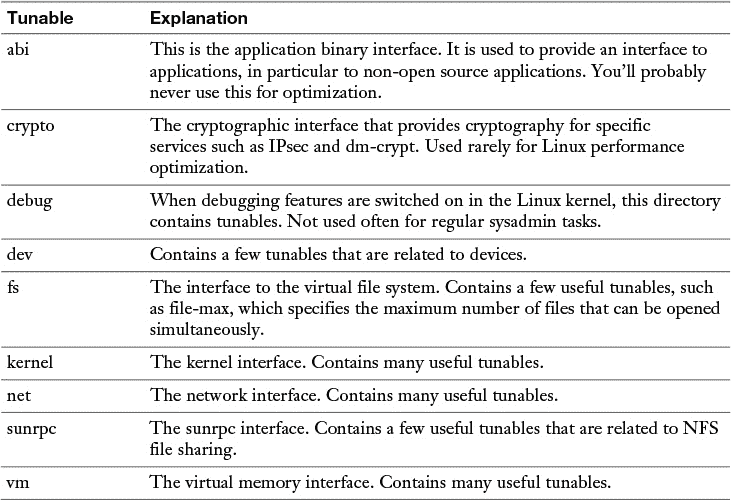 Tunable Explanation
abi This is the application binary interface. It is used to provide an interface to
applications, in particular to non-open source applications. You'll probably
never use this for optimization.
crypto The cryptographic interface that provides cryptography for specific
services such as IPsec and dm-crypt. Used rarely for Linux performance
optimization.
debug When debugging features are switched on in the Linux kernel, this directory
contains tunables. Not used often for regular sysadmin tasks.
dev Contains a few tunables that are related to devices.
fs The interface to the virtual file system. Contains a few useful tunables, such
as file-max, which specifies the maximum number of files that can be opened
simultaneously.
kernel The kernel interface. Contains many useful tunables.
net The network interface. Contains many useful tunables.
sunrpc The sunrpc interface. Contains a few useful tunables that are related to NFS
file sharing.
vm The virtual memory interface. Contains many useful tunables.